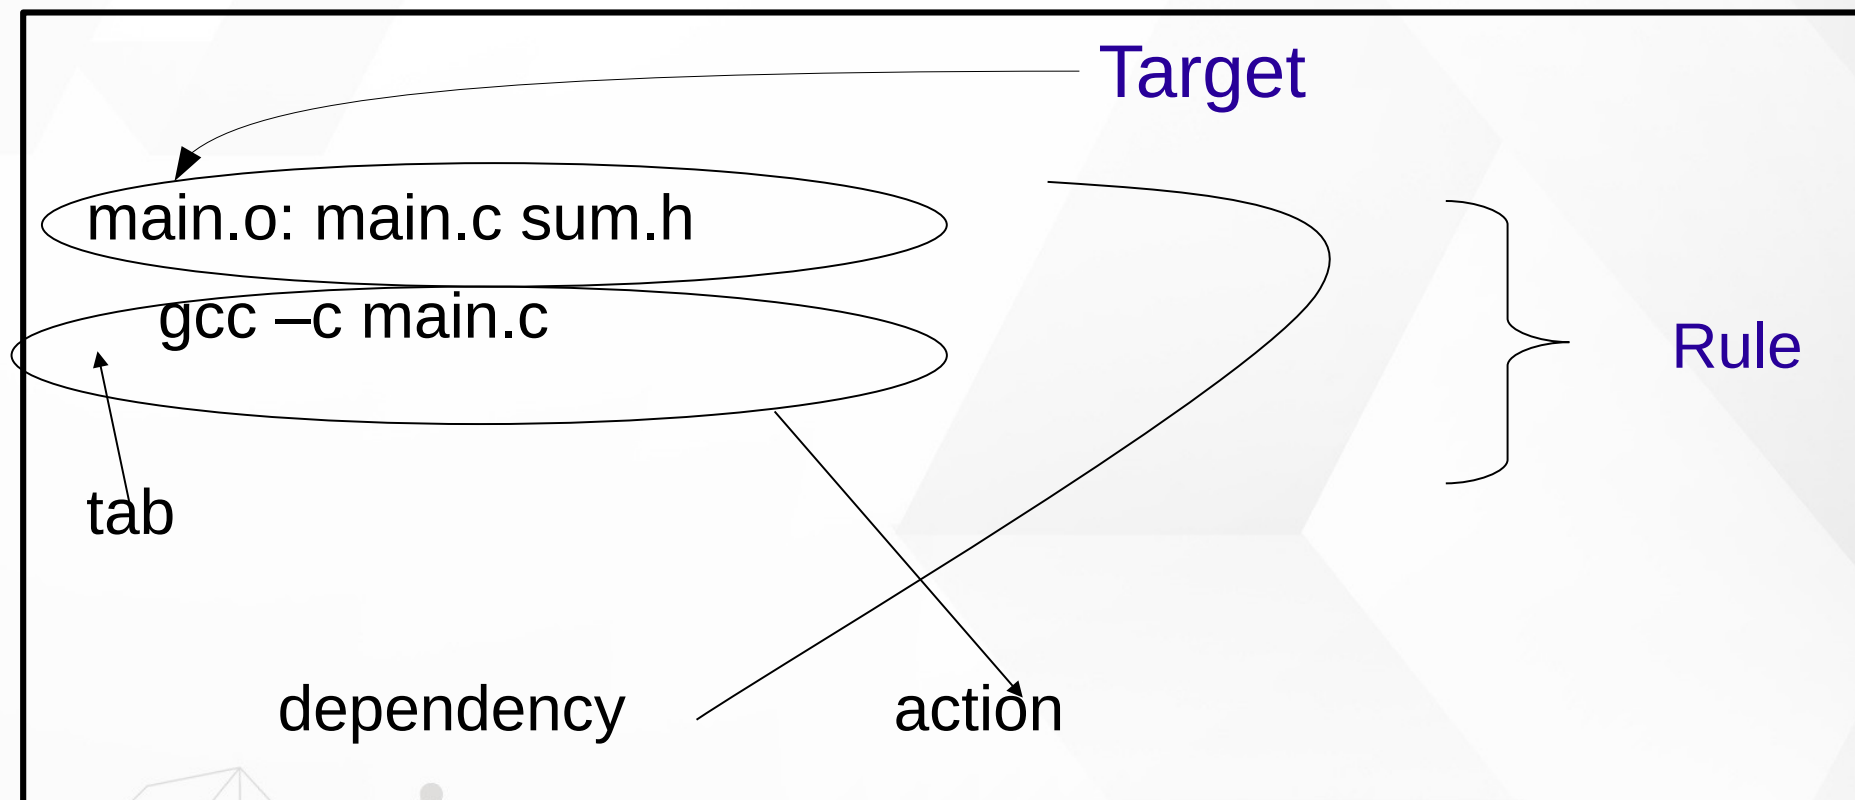 Target
main.o: main.c sum.h
gcc –c main.c
Rule
tab
dependency
action